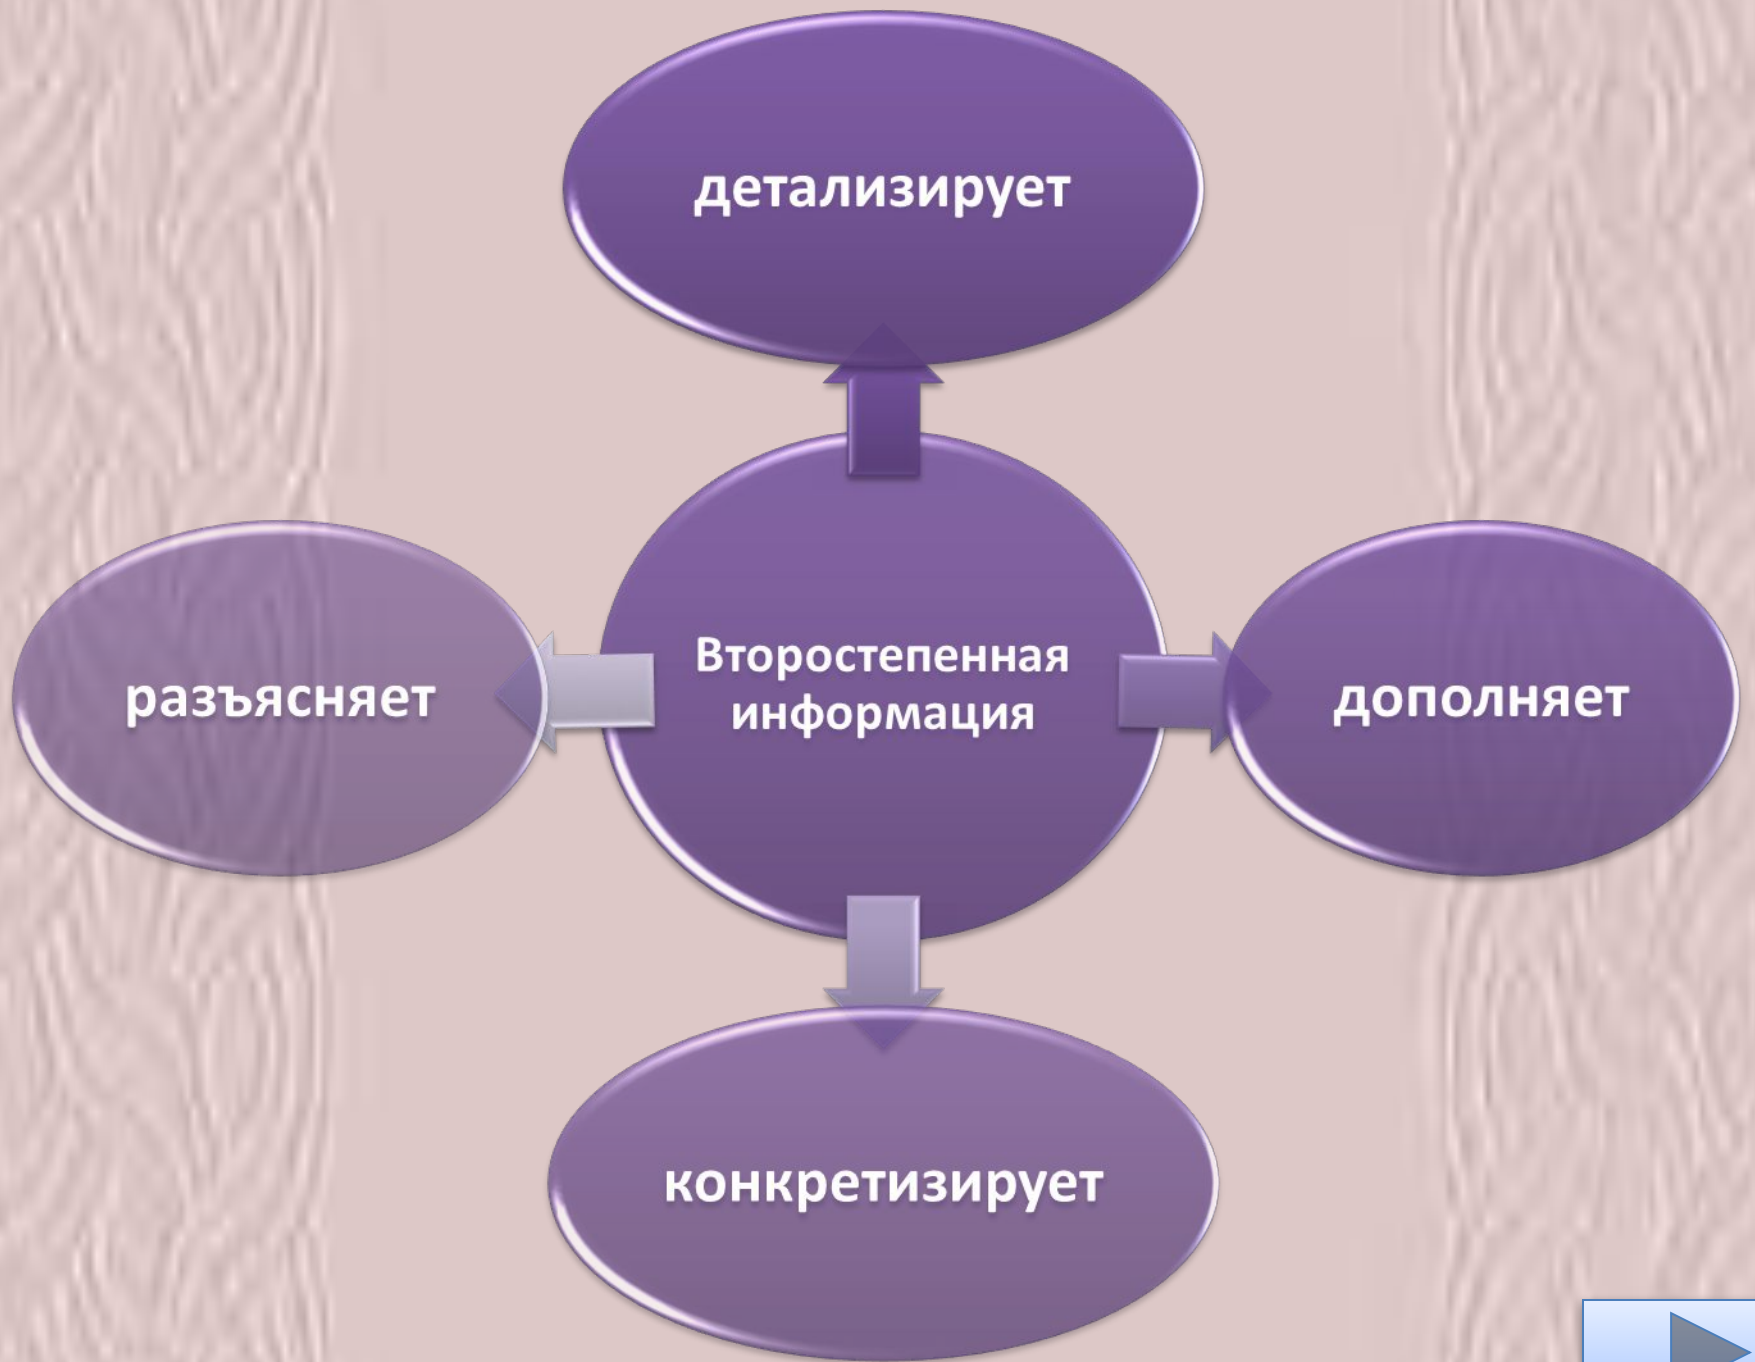 детализирует
разъясняет
Второстепенная
информация
дополняет
конкретизирует